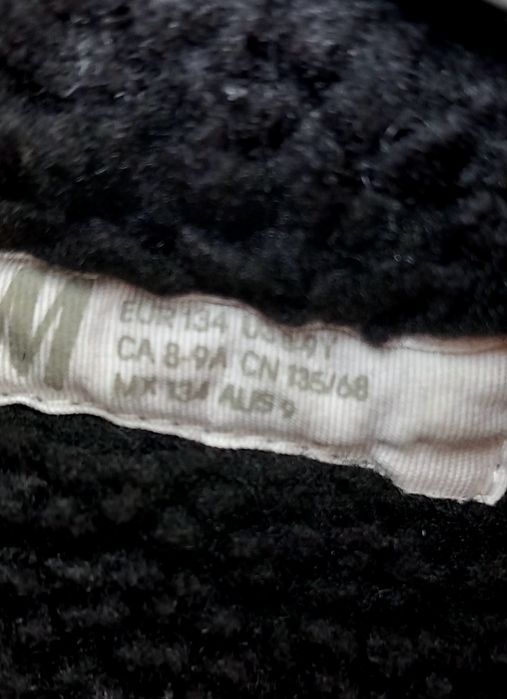 M
EUR 134 US 8-9Y
CA 8-9A CN 135/68
MX 134 AUS 9